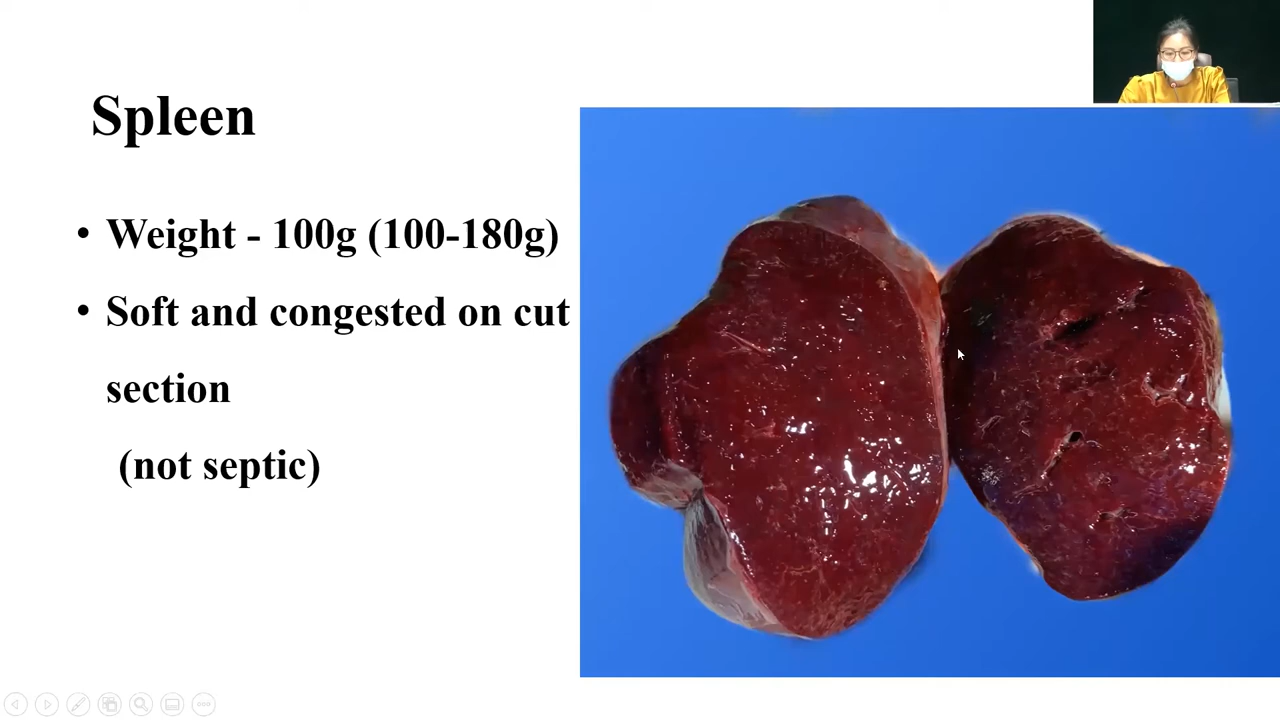 Spleen
• Weight - 100g (100-180g)
• Soft and congested on cut
section
(not septic)